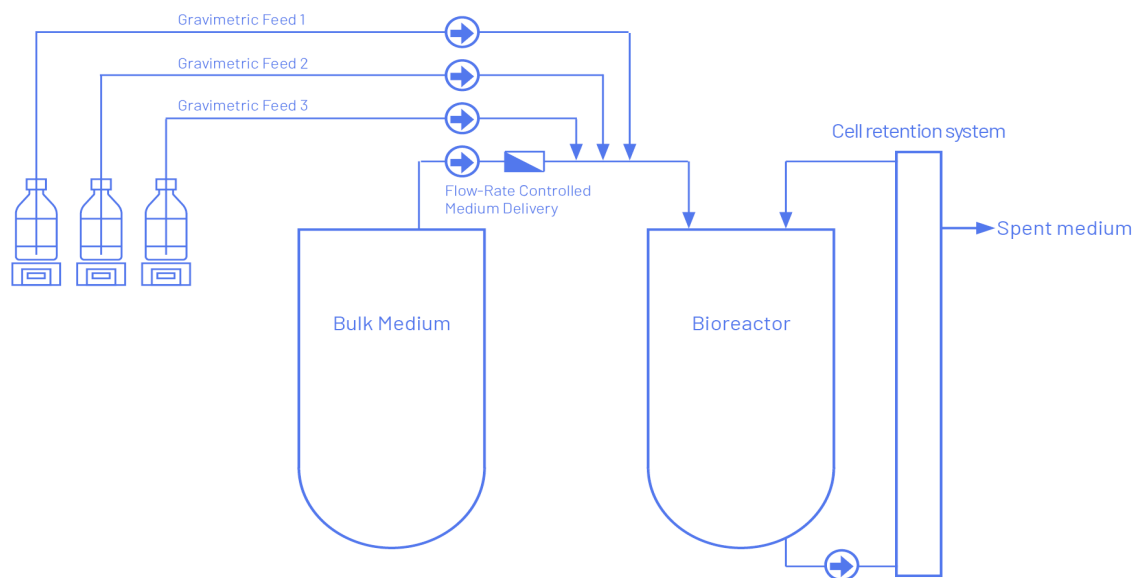 Gravimetric Feed 1
Gravimetric Feed 2
Gravimetric Feed 3
Cell retention system
Flow-Rate Controlled
Medium Delivery
Spent medium
Bulk Medium
Bioreactor